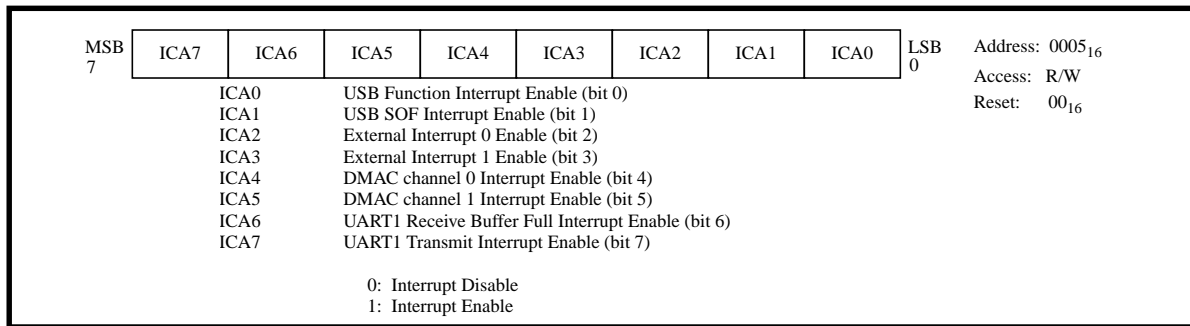 MSB 7 ICA7 ICA6 ICA5 ICA4 ICA3 ICA2 ICA1 ICA0 LSB 0
Address: 0005₁₆
Access: R/W
Reset: 00₁₆
ICA0 USB Function Interrupt Enable (bit 0)
ICA1 USB SOF Interrupt Enable (bit 1)
ICA2 External Interrupt 0 Enable (bit 2)
ICA3 External Interrupt 1 Enable (bit 3)
ICA4 DMAC channel 0 Interrupt Enable (bit 4)
ICA5 DMAC channel 1 Interrupt Enable (bit 5)
ICA6 UART1 Receive Buffer Full Interrupt Enable (bit 6)
ICA7 UART1 Transmit Interrupt Enable (bit 7)
0: Interrupt Disable
1: Interrupt Enable